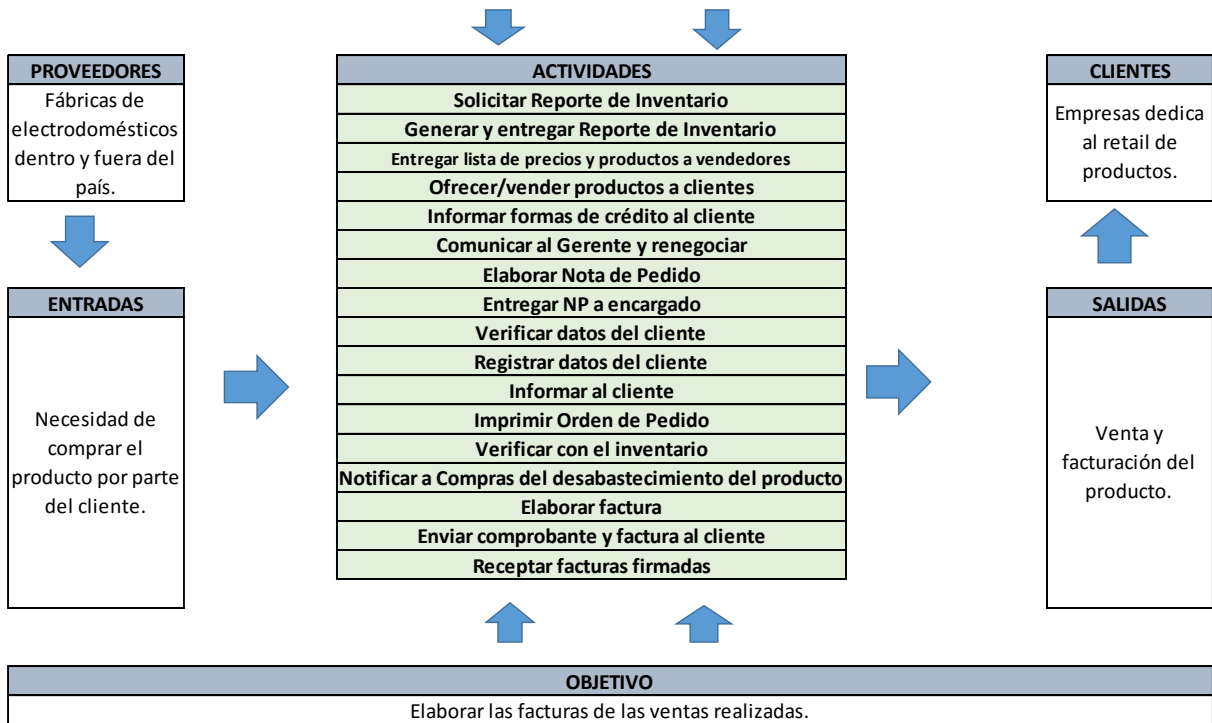 PROVEEDORES
Fábricas de
electrodomésticos
dentro y fuera del
país.
ENTRADAS
Necesidad de
comprar el
producto por parte
del cliente.
ACTIVIDADES
Solicitar Reporte de Inventario
Generar y entregar Reporte de Inventario
Entregar lista de precios y productos a vendedores
Ofrecer/vender productos a clientes
Informar formas de crédito al cliente
Comunicar al Gerente y renegociar
Elaborar Nota de Pedido
Entregar NP a encargado
Verificar datos del cliente
Registrar datos del cliente
Informar al cliente
Imprimir Orden de Pedido
Verificar con el inventario
Notificar a Compras del desabastecimiento del producto
Elaborar factura
Enviar comprobante y factura al cliente
Receptar facturas firmadas
CLIENTES
Empresas dedica
al retail de
productos.
SALIDAS
Venta y
facturación del
producto.
OBJETIVO
Elaborar las facturas de las ventas realizadas.